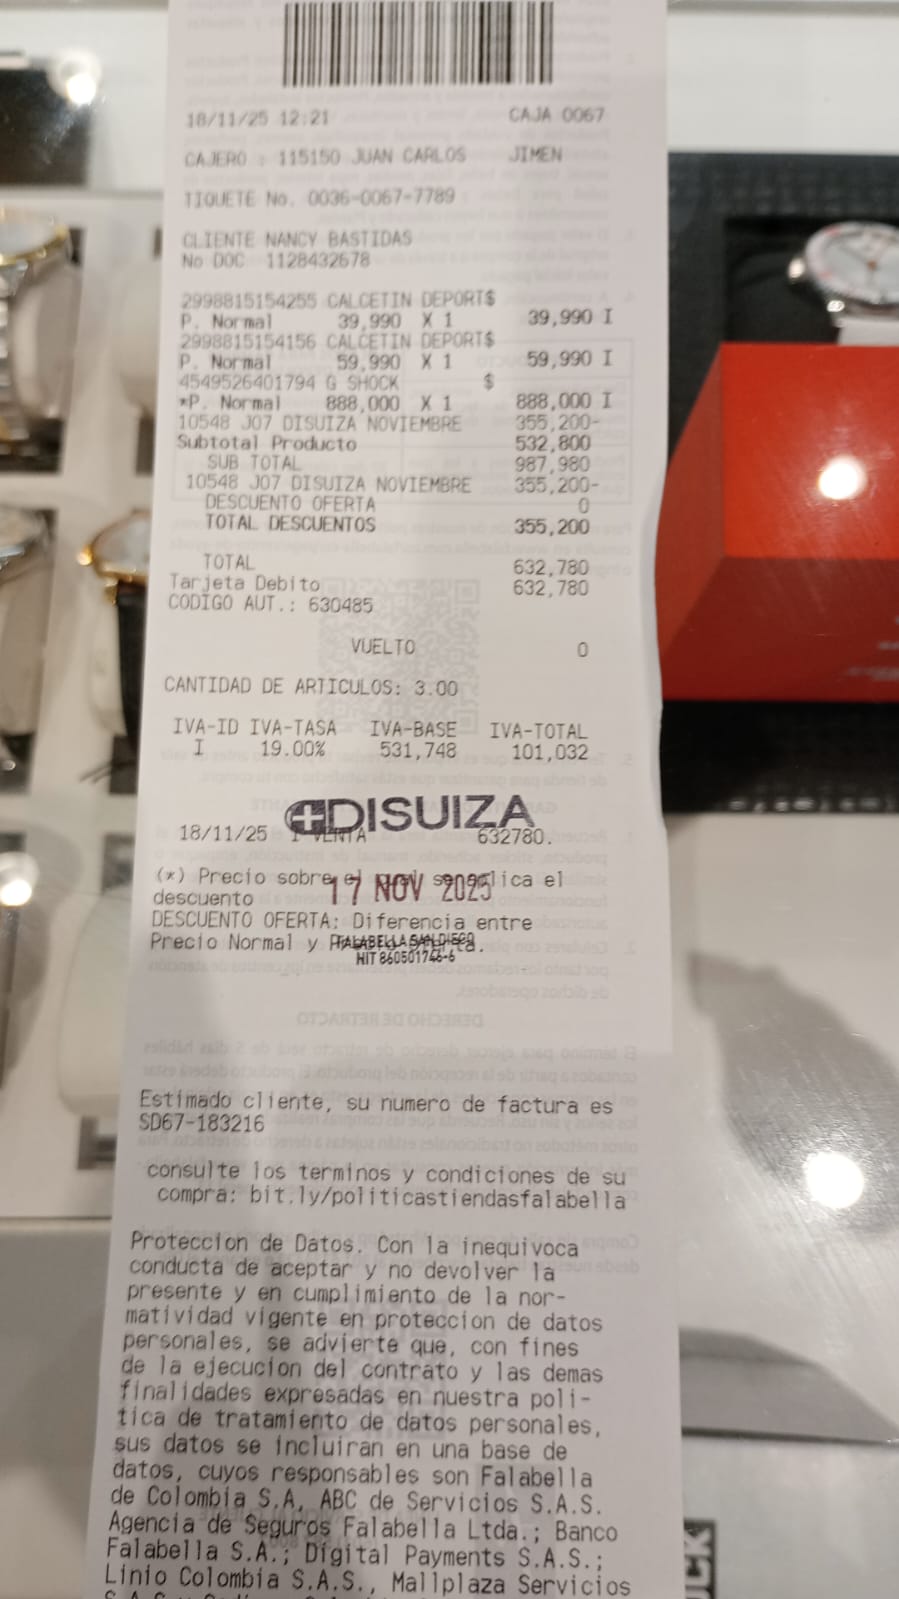 18/11/25 12:21 CAJA 0067
CAJERO : 115150 JUAN CARLOS JIMEN
TIQUETE No. 0036-0067-7789
CLIENTE NANCY BASTIDAS
No DOC 1128432678
2998815154255 CALCETIN DEPORT$
P. Normal 39,990 X 1 39,990 I
2998815154156 CALCETIN DEPORT$
P. Normal 59,990 X 1 59,990 I
4549526401794 G SHOCK $
*P. Normal 888,000 X 1 888,000 I
10548 J07 DISUIZA NOVIEMBRE 355,200-
Subtotal Producto 532,800
SUB TOTAL 987,980
10548 J07 DISUIZA NOVIEMBRE 355,200-
DESCUENTO OFERTA 0
TOTAL DESCUENTOS 355,200
TOTAL 632,780
Tarjeta Debito 632,780
CODIGO AUT.: 630485
VUELTO 0
CANTIDAD DE ARTICULOS: 3.00
IVA-ID IVA-TASA IVA-BASE IVA-TOTAL
I 19.00% 531,748 101,032
DISUIZA
18/11/25 1 VENTA 632780.
(*) Precio sobre el se aplica el
17 NOV 2025
descuento
DESCUENTO OFERTA: Diferencia entre
Precio Normal y
FALABELLA SAN DIEGO
NIT 860501746-6
Estimado cliente, su numero de factura es
SD67-183216
consulte los terminos y condiciones de su
compra: bit.ly/politicastiendasfalabella
Proteccion de Datos. Con la inequivoca
conducta de aceptar y no devolver la
presente y en cumplimiento de la nor-
matividad vigente en proteccion de datos
personales, se advierte que, con fines
de la ejecucion del contrato y las demas
finalidades expresadas en nuestra poli-
tica de tratamiento de datos personales,
sus datos se incluiran en una base de
datos, cuyos responsables son Falabella
de Colombia S.A, ABC de Servicios S.A.S.
Agencia de Seguros Falabella Ltda.; Banco
Falabella S.A.; Digital Payments S.A.S.;
Linio Colombia S.A.S., Mallplaza Servicios